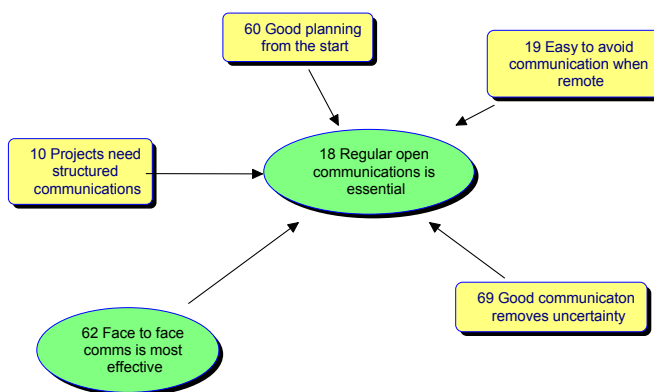 60 Good planning
from the start
19 Easy to avoid
communication when
remote
10 Projects need
structured
communications
18 Regular open
communications is
essential
62 Face to face
comms is most
effective
69 Good communicaton
removes uncertainty